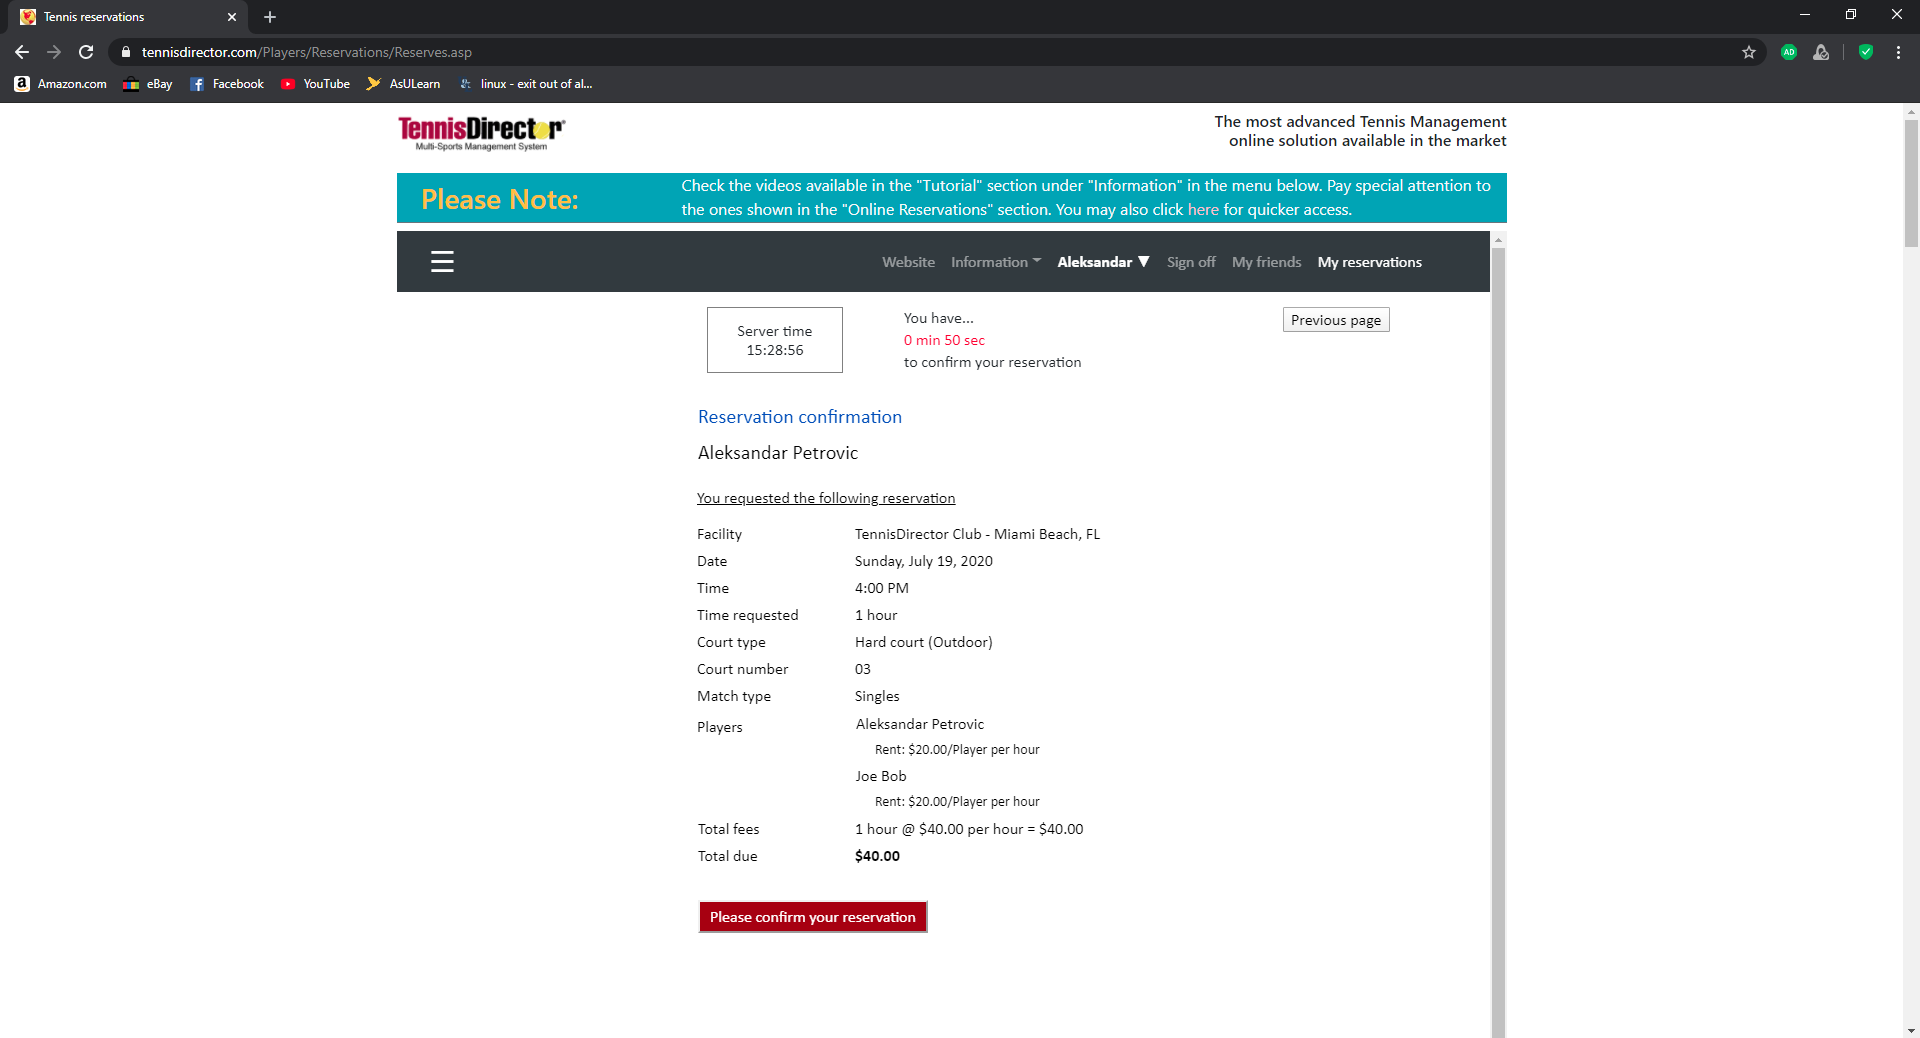 Tennis reservations
tennisdirector.com/Players/Reservations/Reserves.asp
AD
Amazon.com eBay Facebook YouTube AsULearn linux - exit out of al...
TennisDirector
Multi-Sports Management System
The most advanced Tennis Management
online solution available in the market
Please Note:
Check the videos available in the "Tutorial" section under "Information" in the menu below. Pay special attention to
the ones shown in the "Online Reservations" section. You may also click here for quicker access.
Website Information Aleksandar ▼ Sign off My friends My reservations
Server time
15:28:56
You have...
0 min 50 sec
to confirm your reservation
Previous page
Reservation confirmation
Aleksandar Petrovic
You requested the following reservation
Facility TennisDirector Club - Miami Beach, FL
Date Sunday, July 19, 2020
Time 4:00 PM
Time requested 1 hour
Court type Hard court (Outdoor)
Court number 03
Match type Singles
Players Aleksandar Petrovic
Rent: $20.00/Player per hour
Joe Bob
Rent: $20.00/Player per hour
Total fees 1 hour @ $40.00 per hour = $40.00
Total due $40.00
Please confirm your reservation